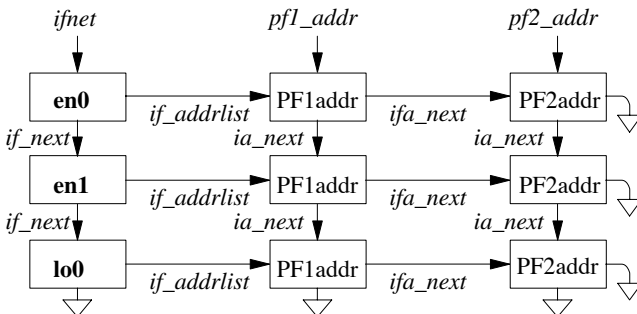 ifnet pf1_addr pf2_addr
en0 PF1addr PF2addr
if_addrlist ifa_next
if_next ia_next ia_next
en1 PF1addr PF2addr
if_addrlist ifa_next
if_next ia_next ia_next
lo0 PF1addr PF2addr
if_addrlist ifa_next